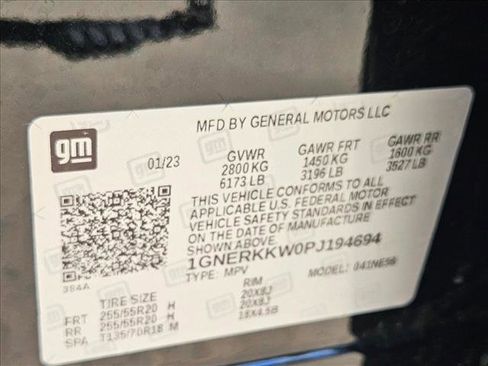 MFD BY GENERAL MOTORS LLC
gm
01/23
GVWR GAWR FRT GAWR RR
2800 KG 1450 KG 1600 KG
6173 LB 3196 LB 3527 LB
THIS VEHICLE CONFORMS TO ALL
APPLICABLE U.S. FEDERAL MOTOR
VEHICLE SAFETY STANDARDS IN EFFECT
ON THE DATE OF MANUFACTURE
SHOWN ABOVE
1GNERKKW0PJ194694
TYPE: MPV MODEL:
384A
TIRE SIZE RIM
FRT 255/55R20 H 20X8J
RR 255/55R20 H 20X8J
SPA T135/70R18 M 18X4.5B